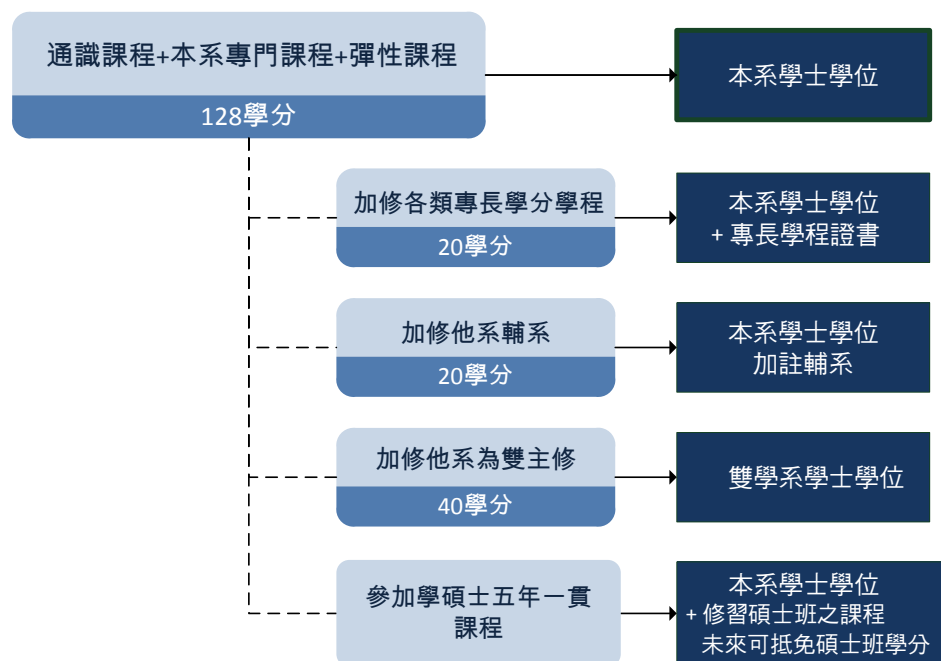 通識課程+本系專門課程+彈性課程
128學分
本系學士學位
加修各類專長學分學程
20學分
本系學士學位
+ 專長學程證書
加修他系輔系
20學分
本系學士學位
加註輔系
加修他系為雙主修
40學分
雙學系學士學位
參加學碩士五年一貫
課程
本系學士學位
+ 修習碩士班之課程
未來可抵免碩士班學分